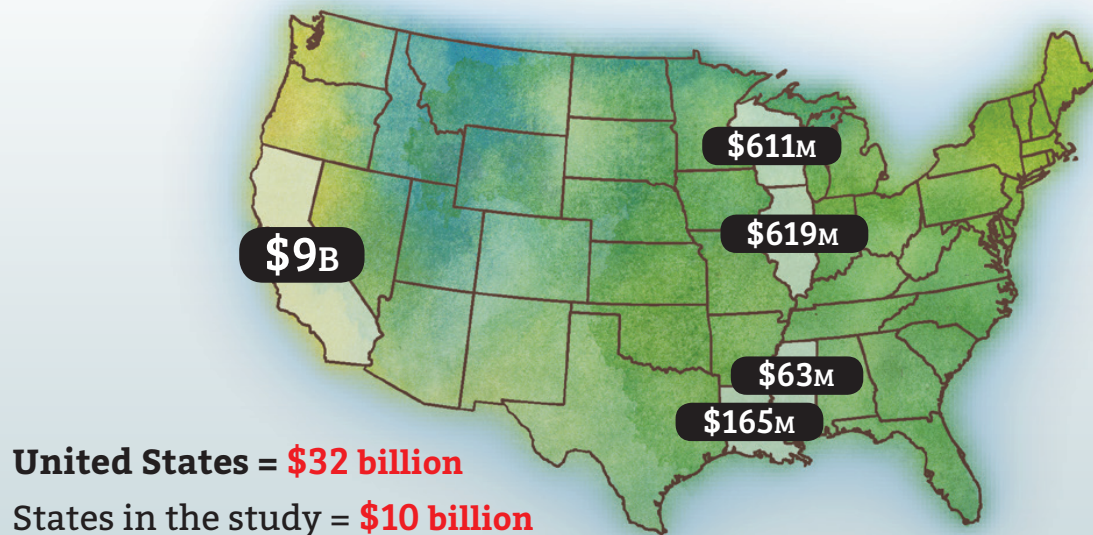 $611M
$619M
$9B
$63M
$165M
United States = $32 billion
States in the study = $10 billion